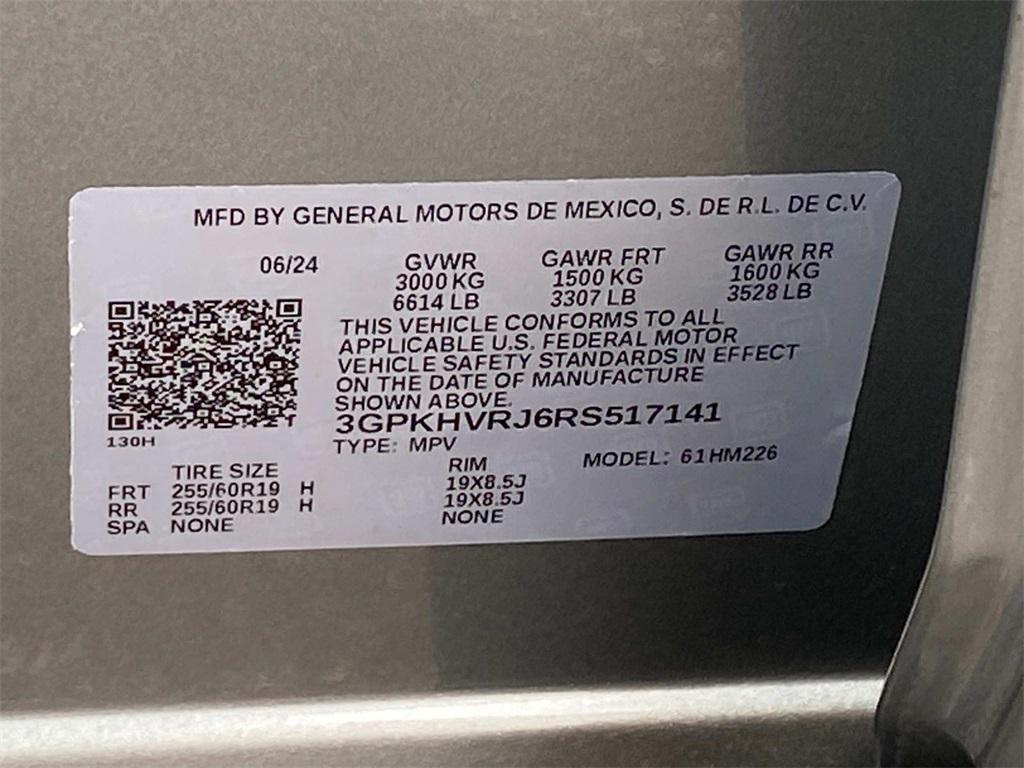 MFD BY GENERAL MOTORS DE MEXICO, S. DE R.L. DE C.V.
06/24 GVWR GAWR FRT GAWR RR
3000 KG 1500 KG 1600 KG
6614 LB 3307 LB 3528 LB
THIS VEHICLE CONFORMS TO ALL
APPLICABLE U.S. FEDERAL MOTOR
VEHICLE SAFETY STANDARDS IN EFFECT
ON THE DATE OF MANUFACTURE
SHOWN ABOVE.
3GPKHVRJ6RS517141
130H
TYPE: MPV MODEL: 61HM226
TIRE SIZE RIM
FRT 255/60R19 H 19X8.5J
RR 255/60R19 H 19X8.5J
SPA NONE NONE